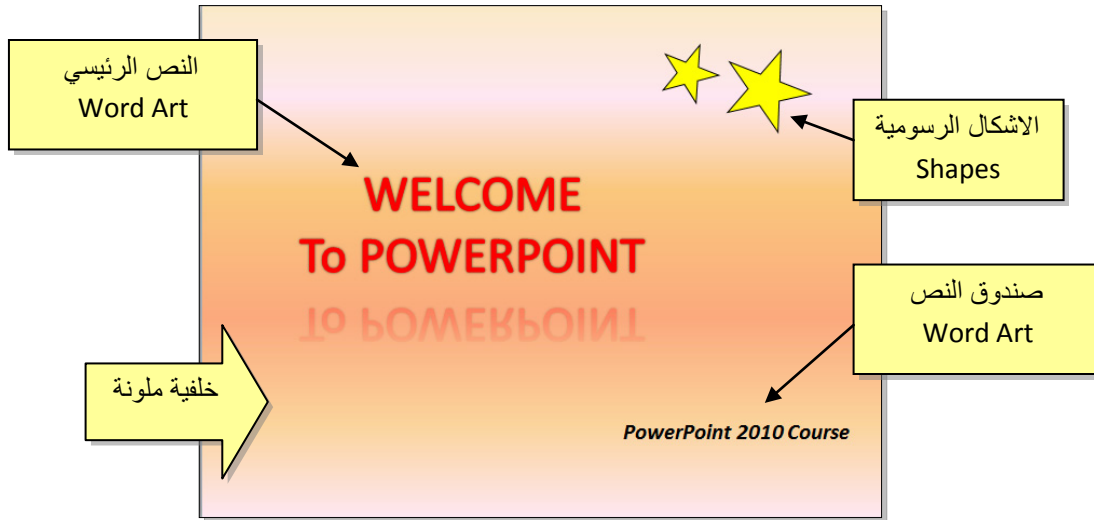 النص الرئيسي
Word Art
الاشكال الرسومية
Shapes
WELCOME
To POWERPOINT
To POWERPOINT
صندوق النص
Word Art
خلفية ملونة
PowerPoint 2010 Course